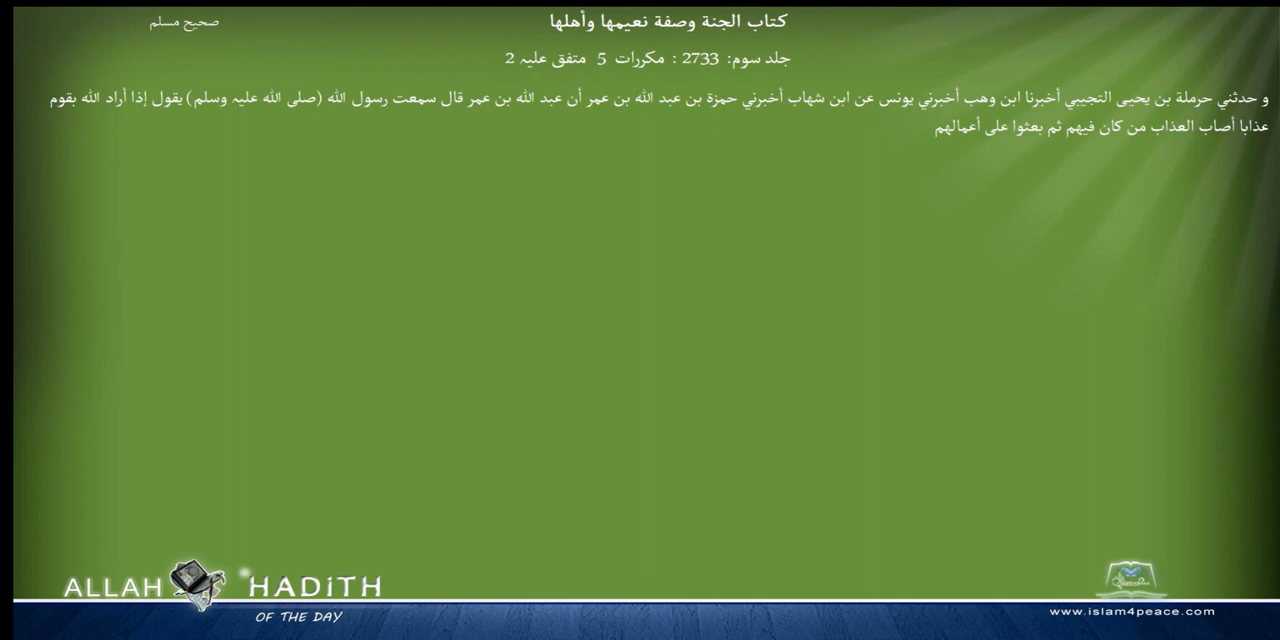 كتاب الجنة وصفة نعيمها وأهلها
صحيح مسلم
جلد سوم: 2733 : مکررات 5 متفق علیہ 2
و حدثني حرملة بن يحيى التجيبي أخبرنا ابن وهب أخبرني يونس عن ابن شهاب أخبرني حمزة بن عبد الله بن عمر أن عبد الله بن عمر قال سمعت رسول الله (صلى الله عليہ وسلم) يقول إذا أراد الله بقوم
عذابا أصاب العذاب من كان فيهم ثم بعثوا على أعمالهم
ALLAH HADITH
OF THE DAY
www.islam4peace.com